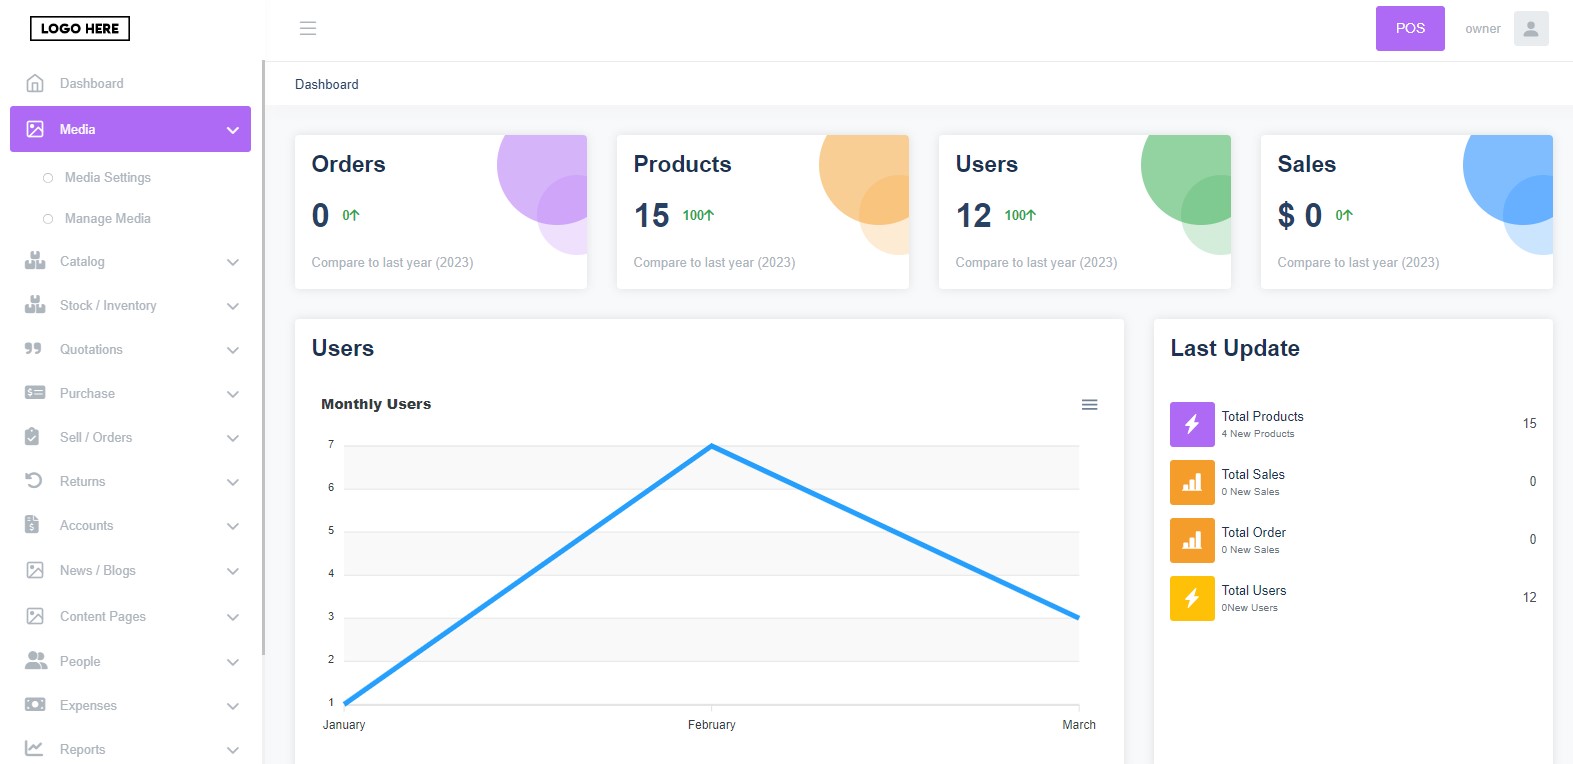 LOGO HERE
POS
owner
Dashboard
Dashboard
Media
Media Settings
Manage Media
Catalog
Stock / Inventory
Quotations
Purchase
Sell / Orders
Returns
Accounts
News / Blogs
Content Pages
People
Expenses
Reports
Orders
0 0
Compare to last year (2023)
Products
15 100
Compare to last year (2023)
Users
12 100
Compare to last year (2023)
Sales
$ 0 0
Compare to last year (2023)
Users
Monthly Users
7
6
5
4
3
2
1
January February March
Last Update
Total Products
4 New Products
15
Total Sales
0 New Sales
0
Total Order
0 New Sales
0
Total Users
0New Users
12